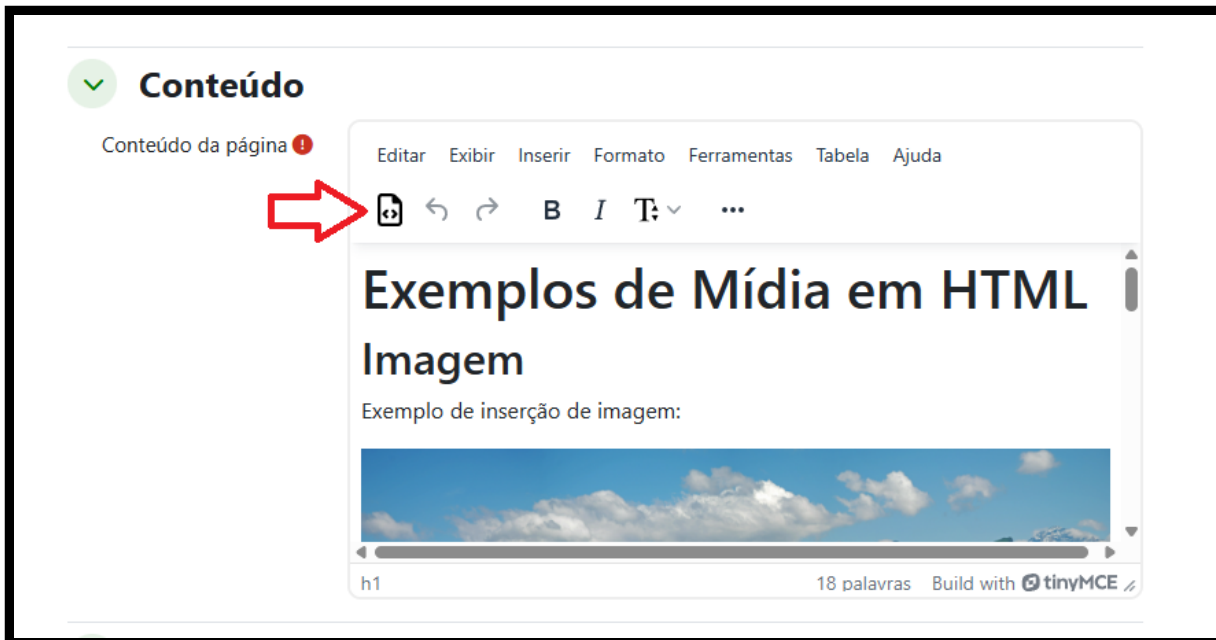 Conteúdo
Conteúdo da página
Editar Exibir Inserir Formato Ferramentas Tabela Ajuda
B I T
Exemplos de Mídia em HTML
Imagem
Exemplo de inserção de imagem:
h1 18 palavras Build with tinyMCE